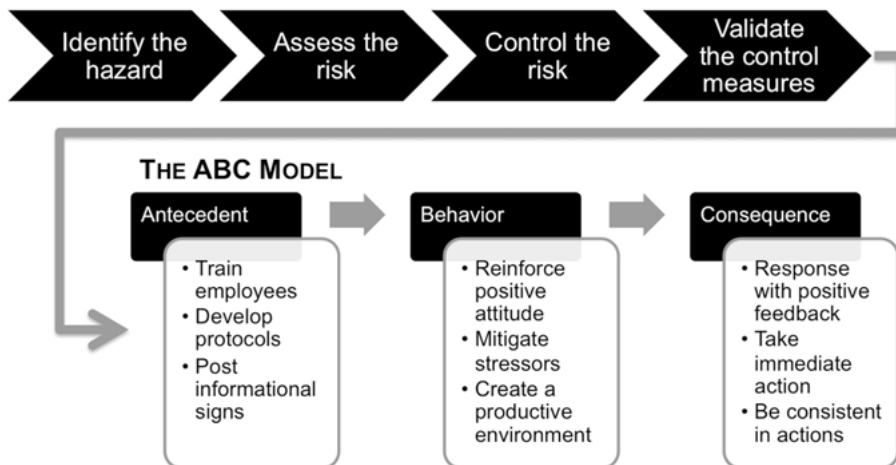 Identify the
hazard
Assess the
risk
Control the
risk
Validate
the control
measures
THE ABC MODEL
Antecedent
• Train
employees
• Develop
protocols
• Post
informational
signs
Behavior
• Reinforce
positive
attitude
• Mitigate
stressors
• Create a
productive
environment
Consequence
• Response
with positive
feedback
• Take
immediate
action
• Be consistent
in actions